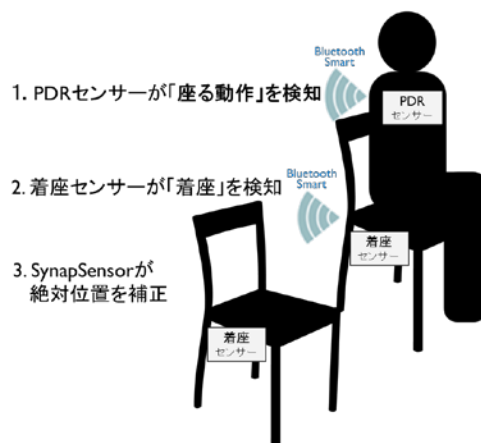 Bluetooth
Smart
1. PDRセンサーが「座る動作」を検知
PDR
センサー
2. 着座センサーが「着座」を検知
Bluetooth
Smart
着座
センサー
3. SynapSensorが
絶対位置を補正
着座
センサー